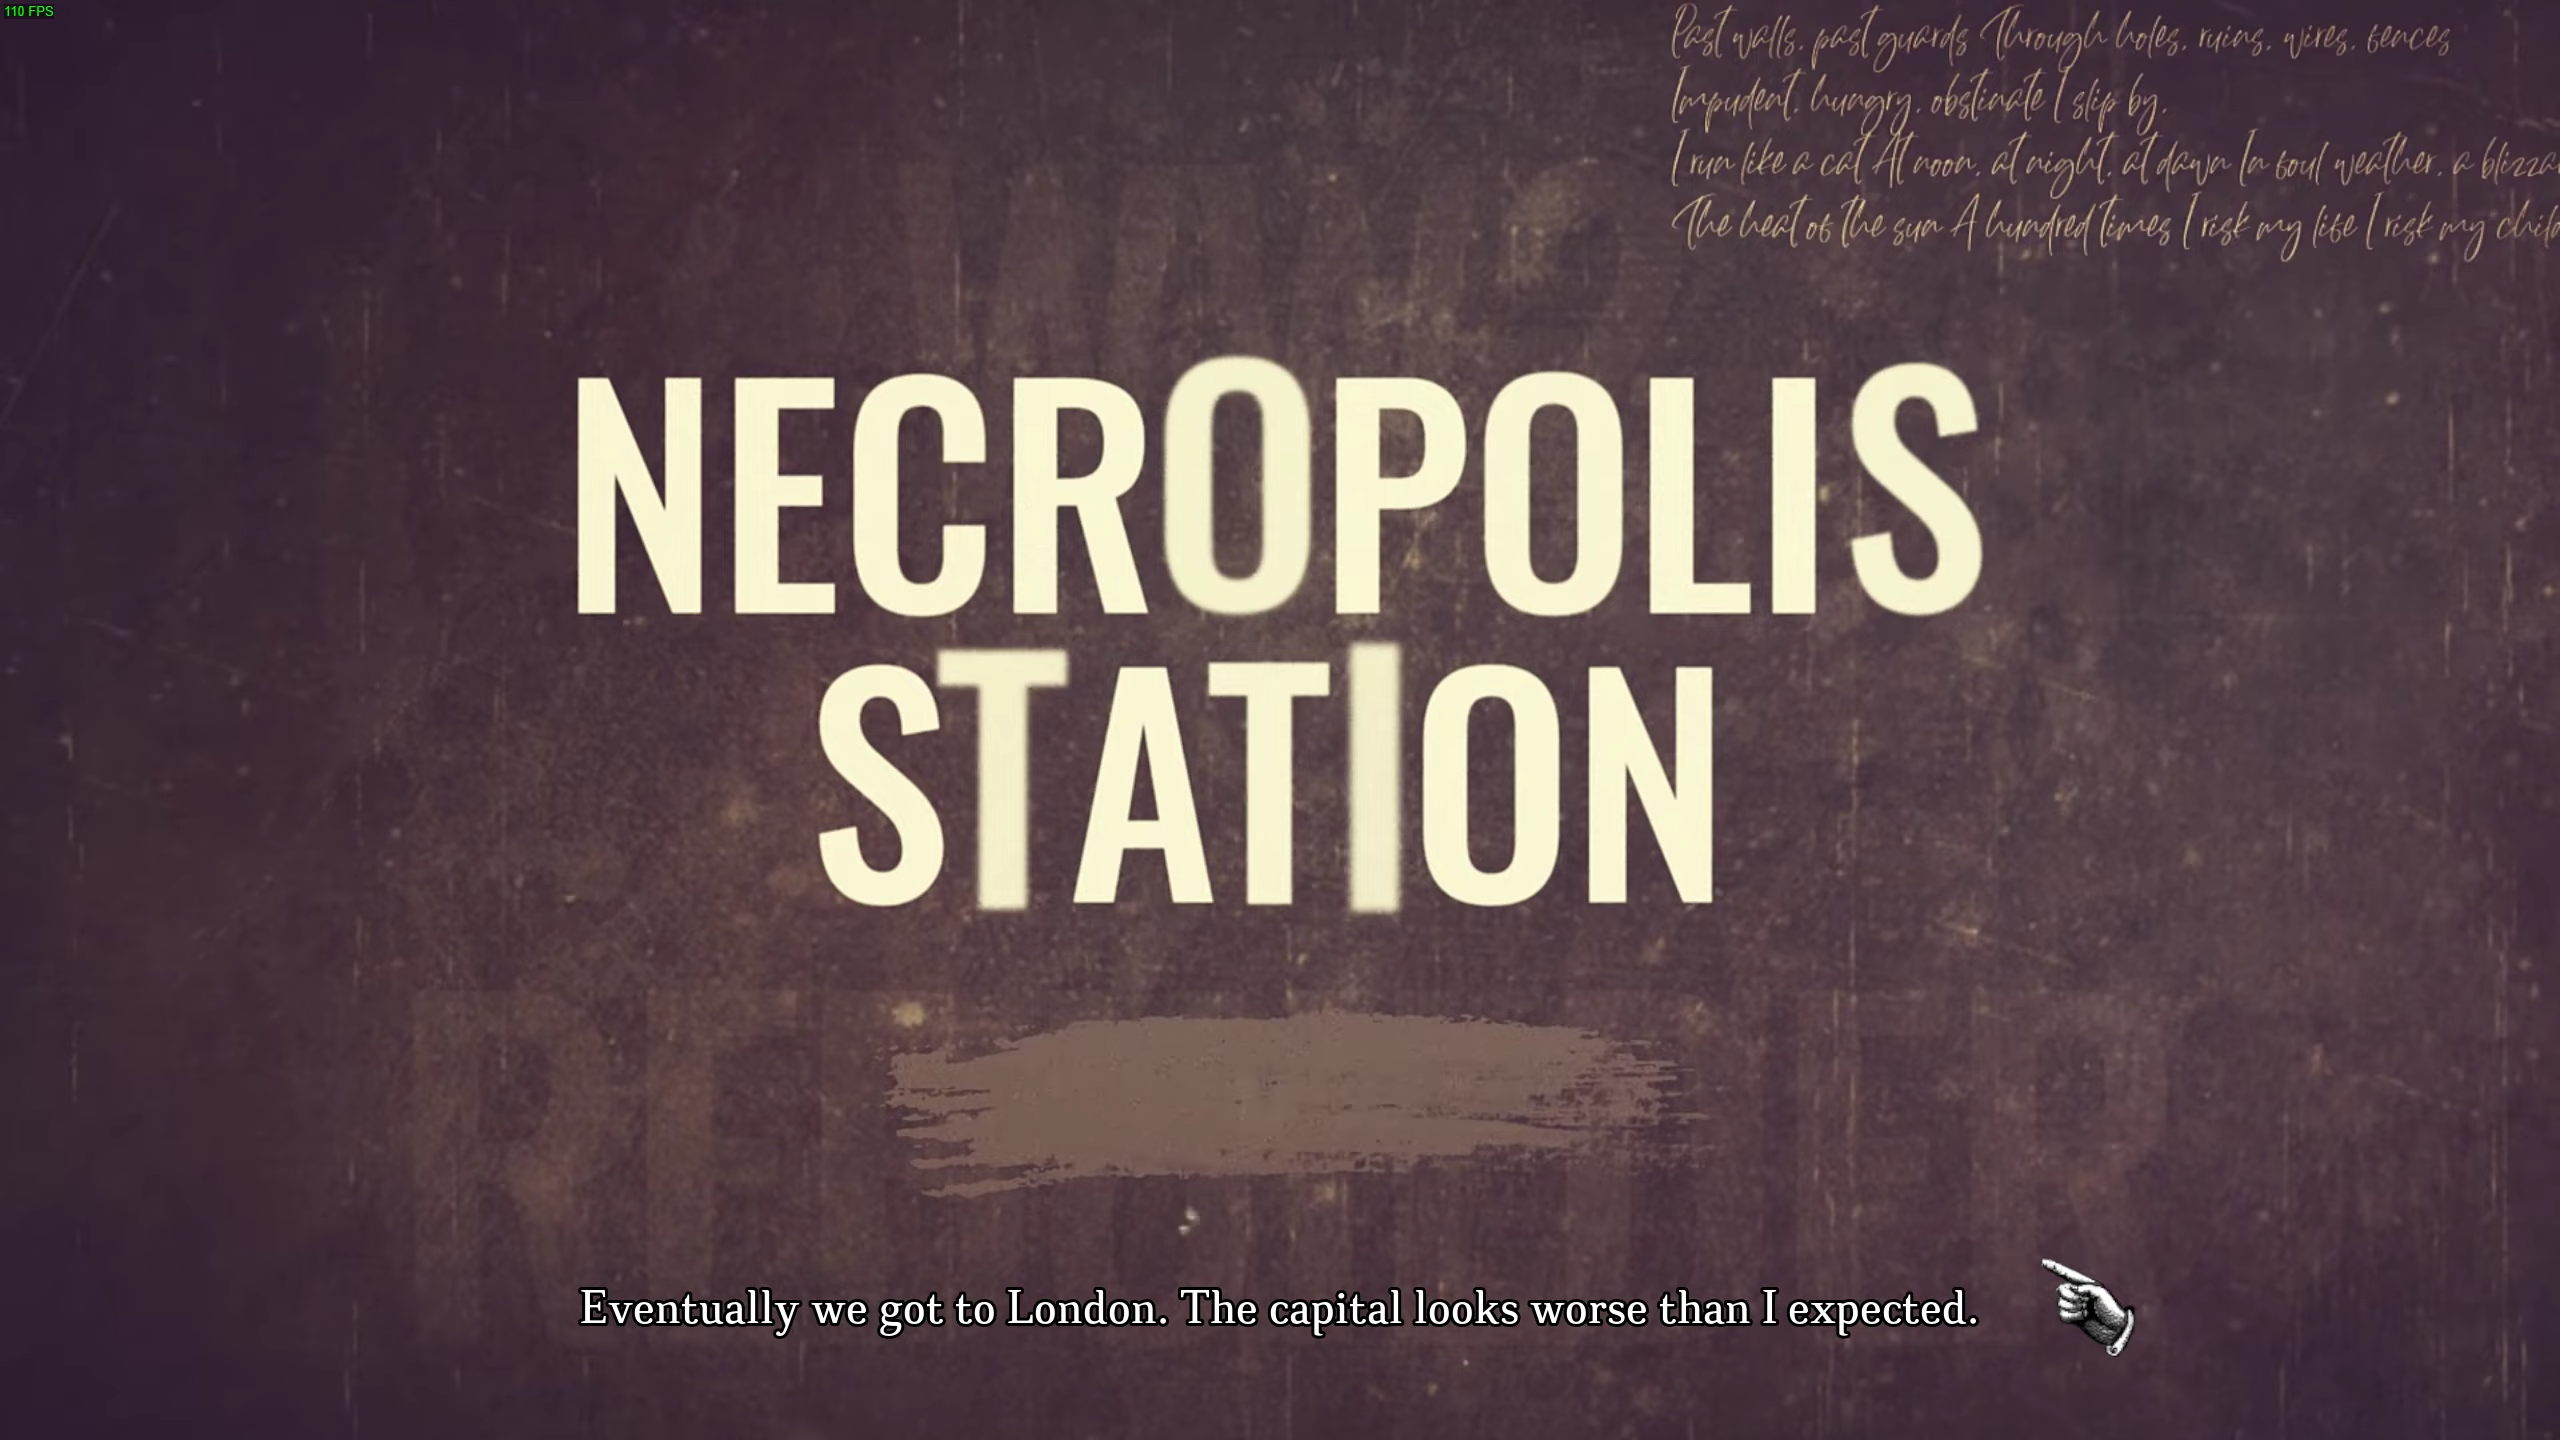 110 FPS
Past walls, past guards Through holes, ruins, wires, fences
Impudent, hungry, obstinate I slip by,
I run like a cat At noon, at night, at dawn In foul weather, a
The heat of the sun A hundred times I risk my life I risk my
NECROPOLIS
STATION
Eventually we got to London. The capital looks worse than I expected.